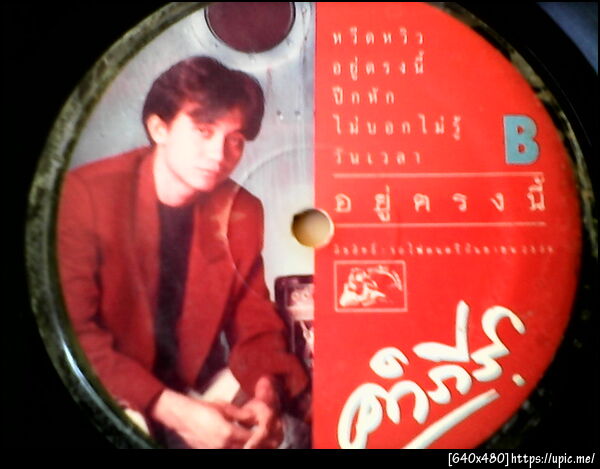 หวีดหวิว
อยู่ตรงนี้
ปีกหัก
ไม่บอกไม่รู้
วันเวลา
B
อยู่ตรงนี้
[640x480]https://upic.me/